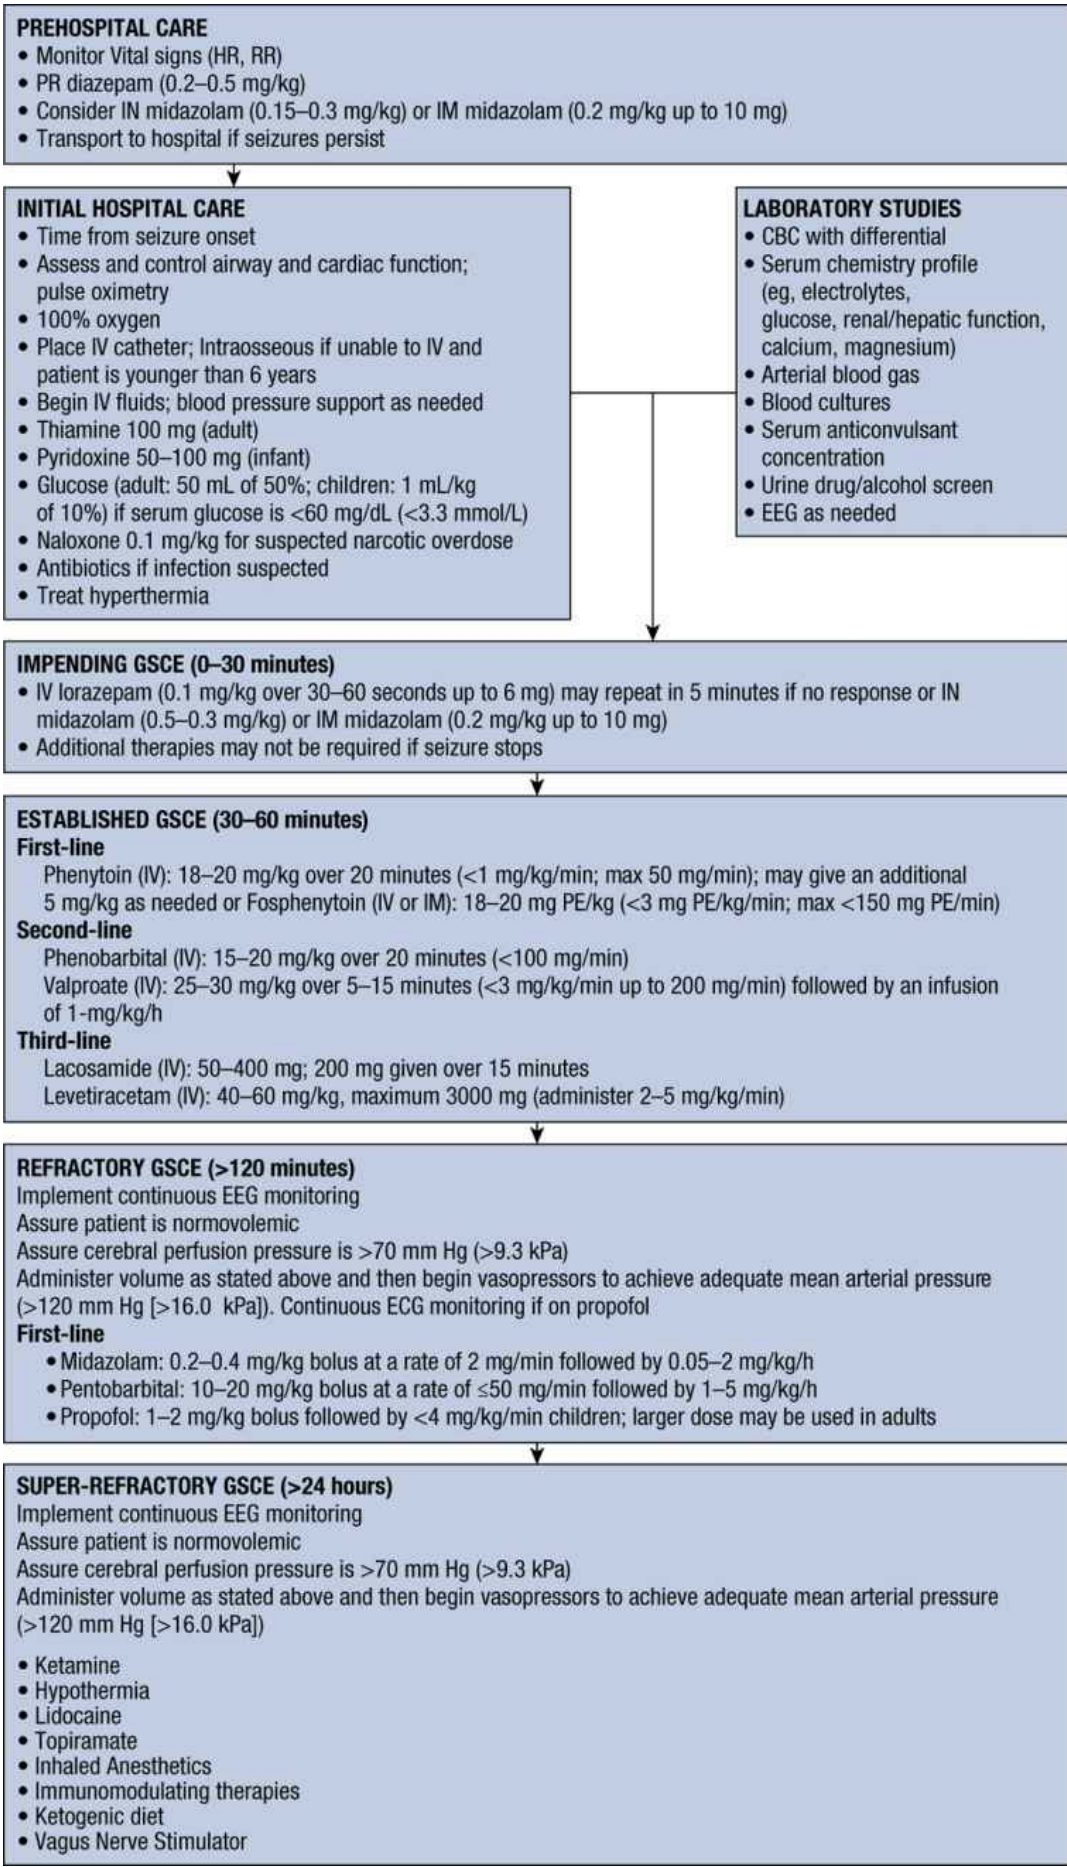 PREHOSPITAL CARE
• Monitor Vital signs (HR, RR)
• PR diazepam (0.2–0.5 mg/kg)
• Consider IN midazolam (0.15–0.3 mg/kg) or IM midazolam (0.2 mg/kg up to 10 mg)
• Transport to hospital if seizures persist
INITIAL HOSPITAL CARE
• Time from seizure onset
• Assess and control airway and cardiac function;
pulse oximetry
• 100% oxygen
• Place IV catheter; Intraosseous if unable to IV and
patient is younger than 6 years
• Begin IV fluids; blood pressure support as needed
• Thiamine 100 mg (adult)
• Pyridoxine 50–100 mg (infant)
• Glucose (adult: 50 mL of 50%; children: 1 mL/kg
of 10%) if serum glucose is <60 mg/dL (<3.3 mmol/L)
• Naloxone 0.1 mg/kg for suspected narcotic overdose
• Antibiotics if infection suspected
• Treat hyperthermia
LABORATORY STUDIES
• CBC with differential
• Serum chemistry profile
(eg, electrolytes,
glucose, renal/hepatic function,
calcium, magnesium)
• Arterial blood gas
• Blood cultures
• Serum anticonvulsant
concentration
• Urine drug/alcohol screen
• EEG as needed
IMPENDING GSCE (0–30 minutes)
• IV lorazepam (0.1 mg/kg over 30–60 seconds up to 6 mg) may repeat in 5 minutes if no response or IN
midazolam (0.5–0.3 mg/kg) or IM midazolam (0.2 mg/kg up to 10 mg)
• Additional therapies may not be required if seizure stops
ESTABLISHED GSCE (30–60 minutes)
First-line
Phenytoin (IV): 18–20 mg/kg over 20 minutes (<1 mg/kg/min; max 50 mg/min); may give an additional
5 mg/kg as needed or Fosphenytoin (IV or IM): 18–20 mg PE/kg (<3 mg PE/kg/min; max <150 mg PE/min)
Second-line
Phenobarbital (IV): 15–20 mg/kg over 20 minutes (<100 mg/min)
Valproate (IV): 25–30 mg/kg over 5–15 minutes (<3 mg/kg/min up to 200 mg/min) followed by an infusion
of 1-mg/kg/h
Third-line
Lacosamide (IV): 50–400 mg; 200 mg given over 15 minutes
Levetiracetam (IV): 40–60 mg/kg, maximum 3000 mg (administer 2–5 mg/kg/min)
REFRACTORY GSCE (>120 minutes)
Implement continuous EEG monitoring
Assure patient is normovolemic
Assure cerebral perfusion pressure is >70 mm Hg (>9.3 kPa)
Administer volume as stated above and then begin vasopressors to achieve adequate mean arterial pressure
(>120 mm Hg [>16.0 kPa]). Continuous ECG monitoring if on propofol
First-line
• Midazolam: 0.2–0.4 mg/kg bolus at a rate of 2 mg/min followed by 0.05–2 mg/kg/h
• Pentobarbital: 10–20 mg/kg bolus at a rate of ≤50 mg/min followed by 1–5 mg/kg/h
• Propofol: 1–2 mg/kg bolus followed by <4 mg/kg/min children; larger dose may be used in adults
SUPER-REFRACTORY GSCE (>24 hours)
Implement continuous EEG monitoring
Assure patient is normovolemic
Assure cerebral perfusion pressure is >70 mm Hg (>9.3 kPa)
Administer volume as stated above and then begin vasopressors to achieve adequate mean arterial pressure
(>120 mm Hg [>16.0 kPa])
• Ketamine
• Hypothermia
• Lidocaine
• Topiramate
• Inhaled Anesthetics
• Immunomodulating therapies
• Ketogenic diet
• Vagus Nerve Stimulator